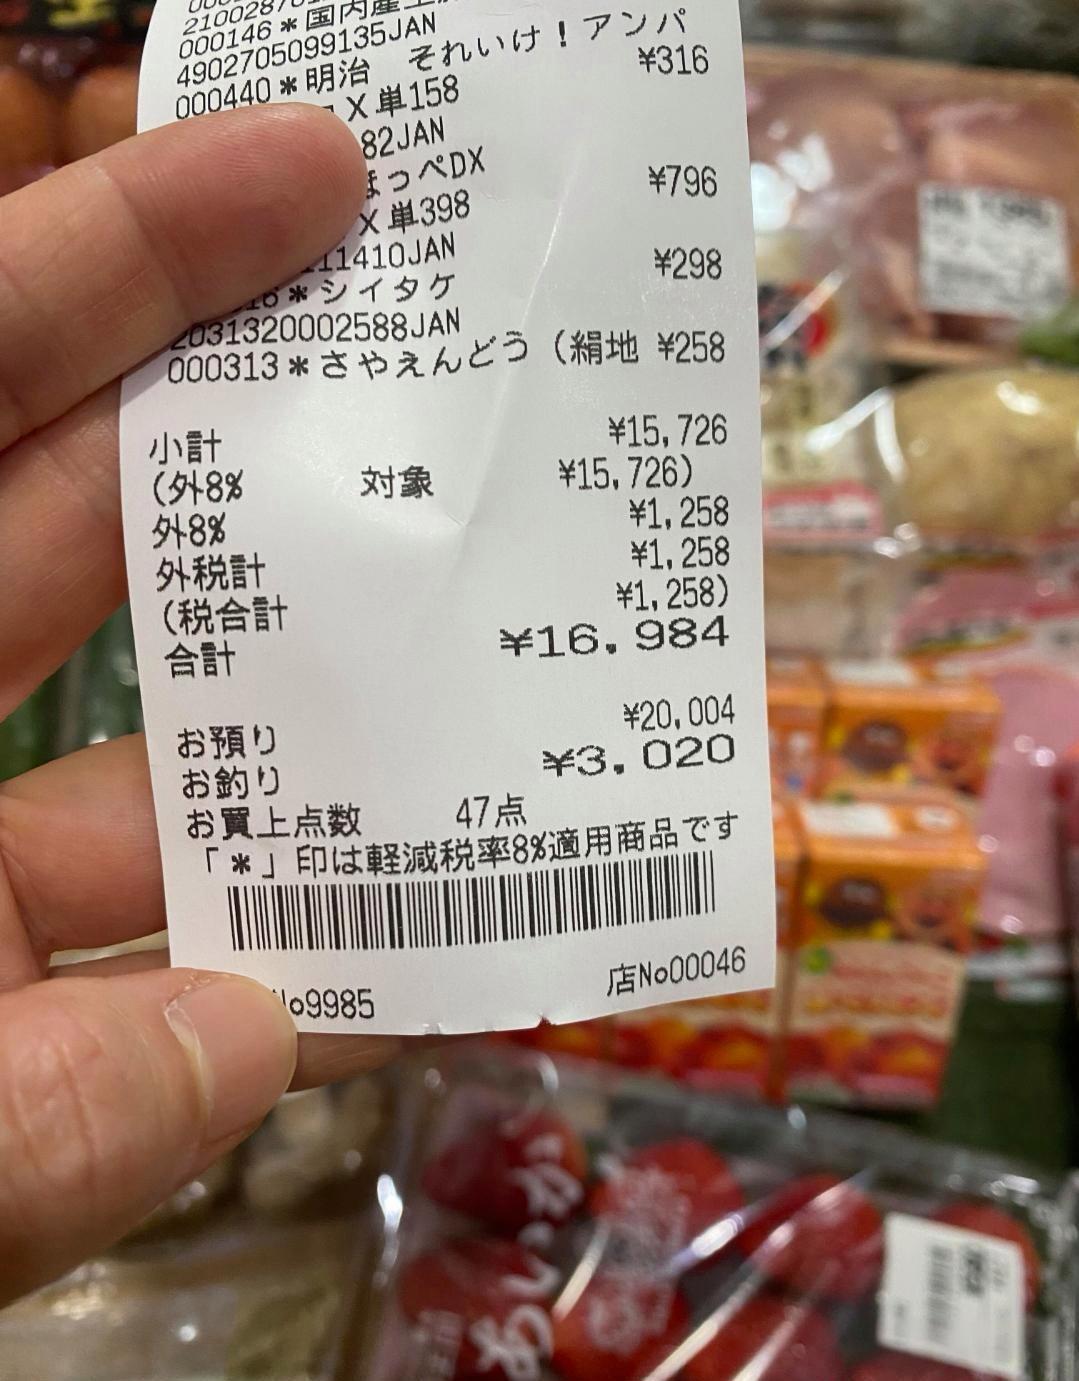 000146＊国内産
4902705099135JAN
000440＊明治 それいけ！アンパ
X単158 ¥316
82JAN
まっぺDX
X単398 ¥796
111410JAN
16＊シイタケ ¥298
2031320002588JAN
000313＊さやえんどう（絹地 ¥258
小計 ¥15,726
（外8% 対象 ¥15,726）
外8% ¥1,258
外税計 ¥1,258
（税合計 ¥1,258）
合計 ¥16,984
お預り ¥20,004
お釣り ¥3,020
お買上点数 47点
「＊」印は軽減税率8%適用商品です
No9985 店No00046